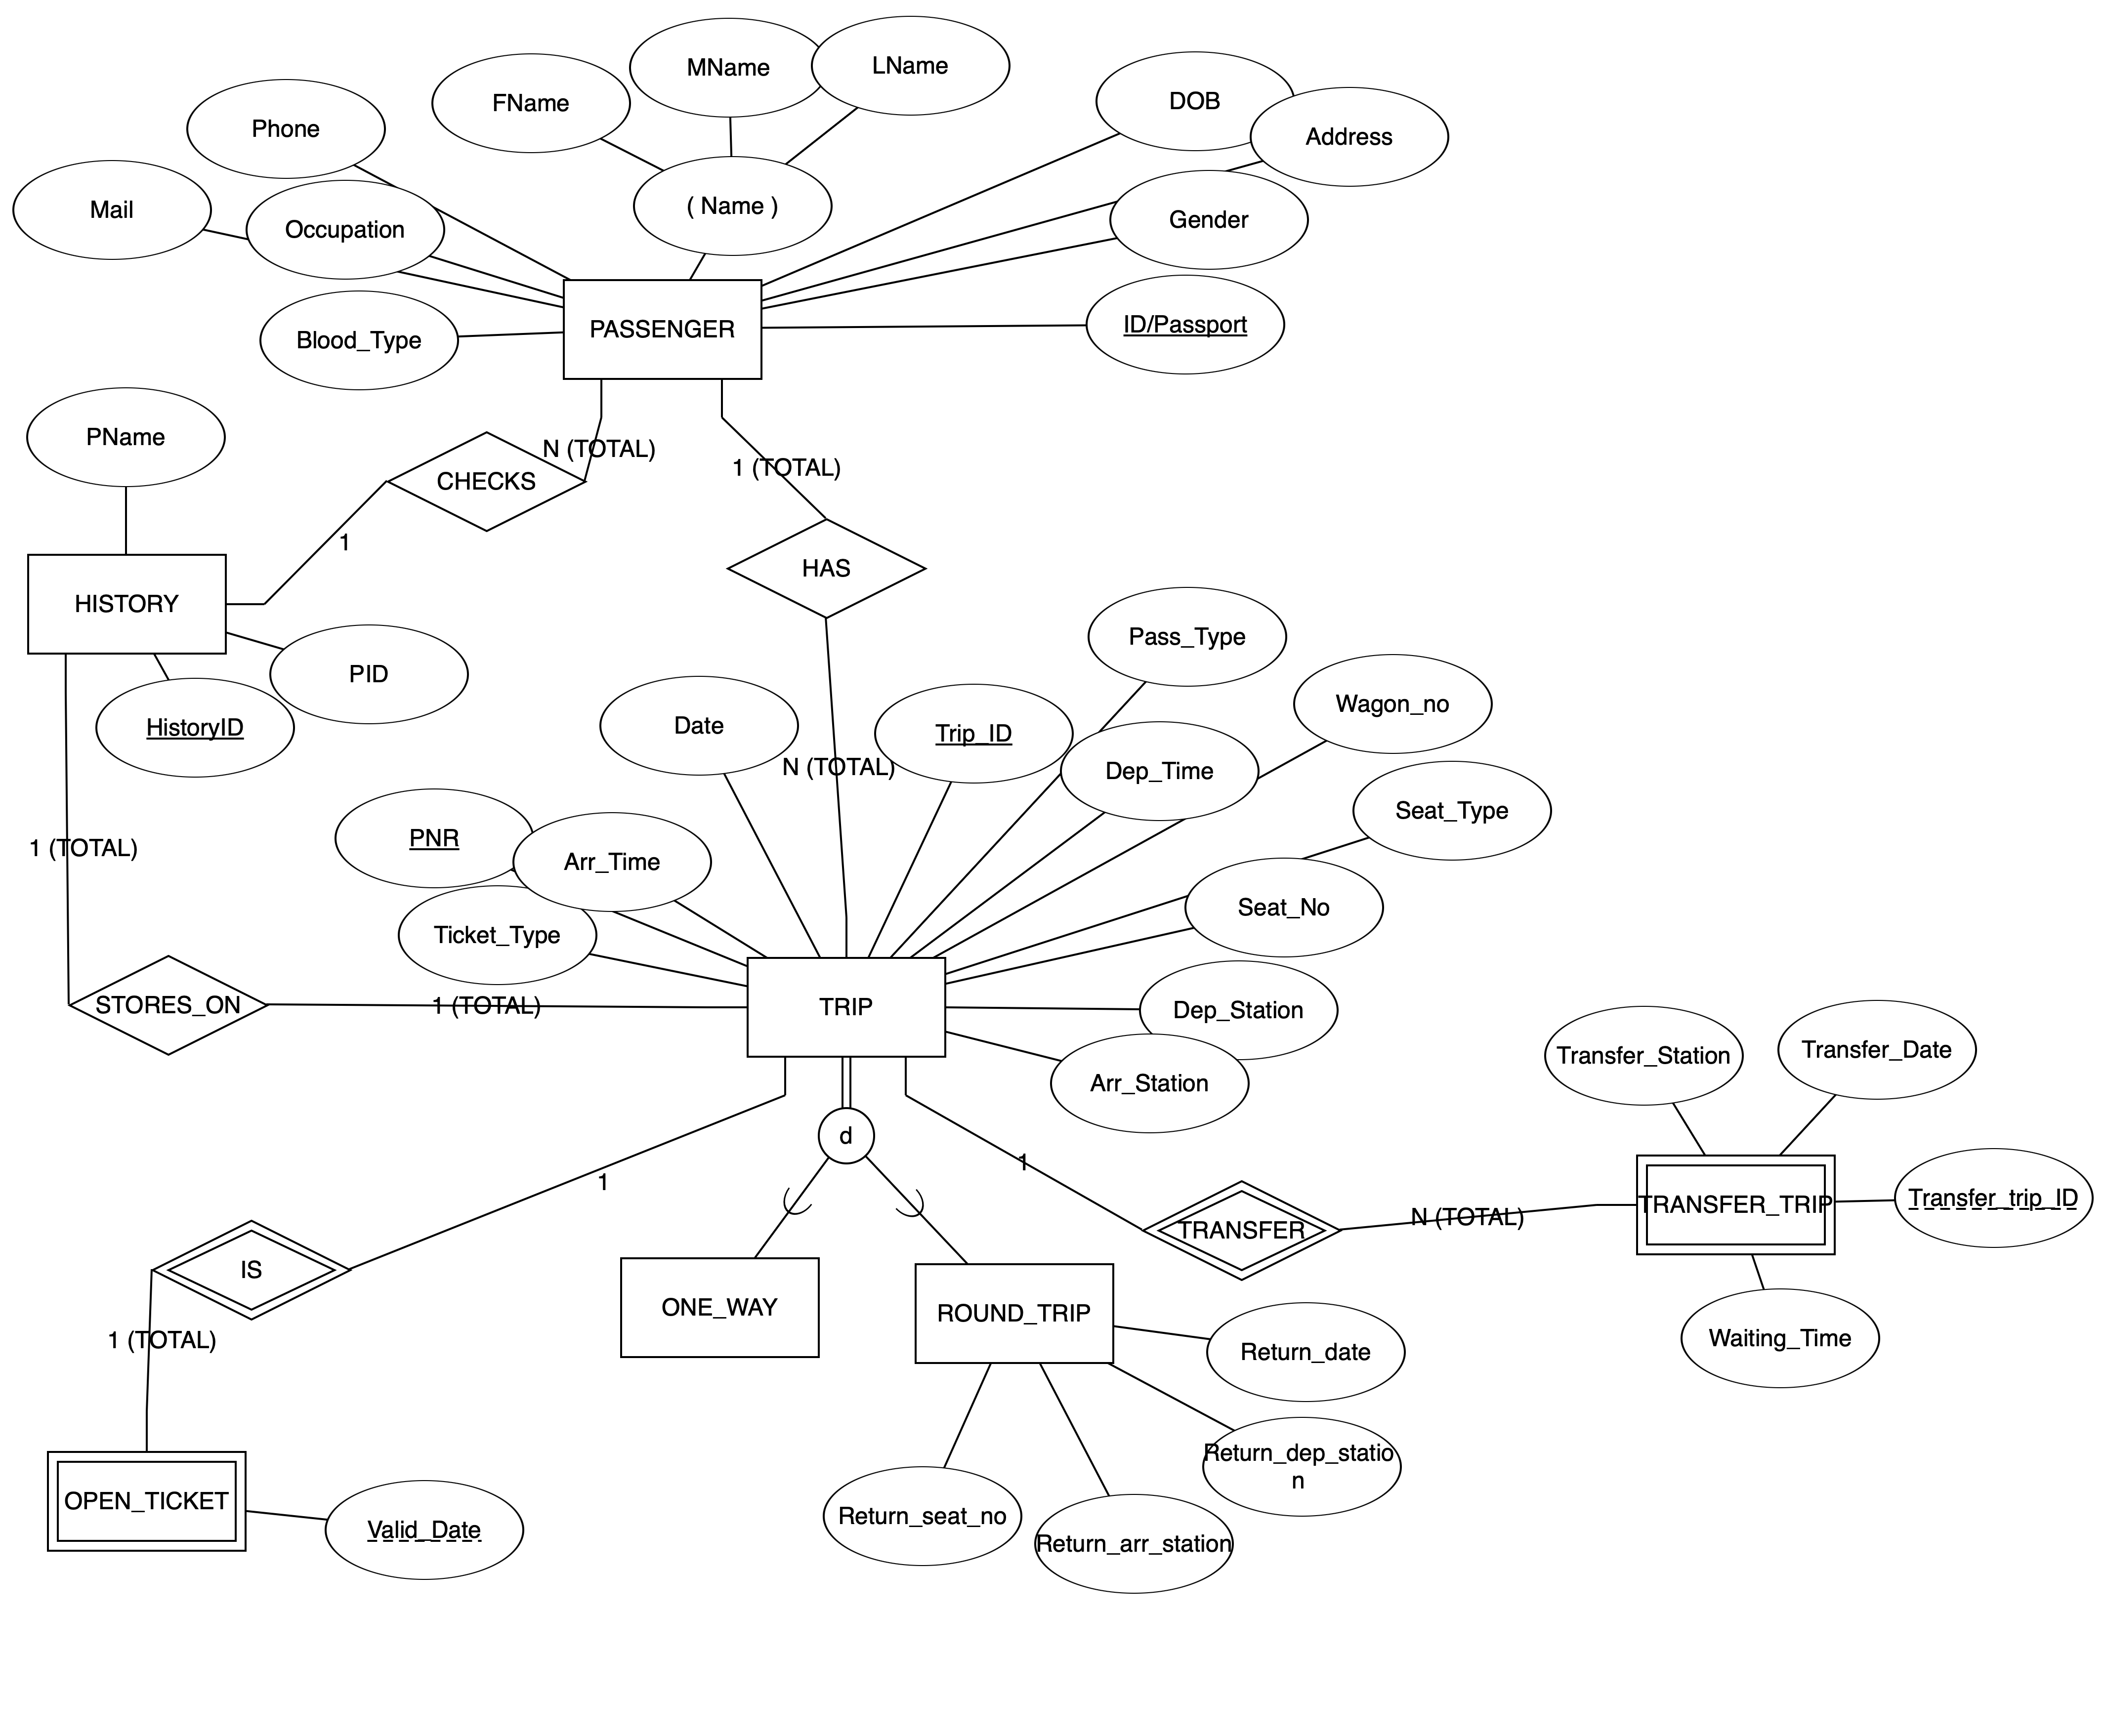 MName
LName
FName
DOB
Phone
Address
( Name )
Mail
Occupation
Gender
ID/Passport
PASSENGER
Blood_Type
PName
N (TOTAL)
1 (TOTAL)
CHECKS
1
HAS
HISTORY
Pass_Type
PID
Wagon_no
HistoryID
Date
Trip_ID
N (TOTAL)
Dep_Time
Seat_Type
PNR
1 (TOTAL)
Arr_Time
Seat_No
Ticket_Type
STORES_ON
1 (TOTAL)
TRIP
Dep_Station
Transfer_Station
Transfer_Date
Arr_Station
d
1
1
Transfer_trip_ID
TRANSFER_TRIP
N (TOTAL)
TRANSFER
IS
ONE_WAY
ROUND_TRIP
1 (TOTAL)
Waiting_Time
Return_date
Return_dep_statio
n
OPEN_TICKET
Return_seat_no
Valid_Date
Return_arr_station